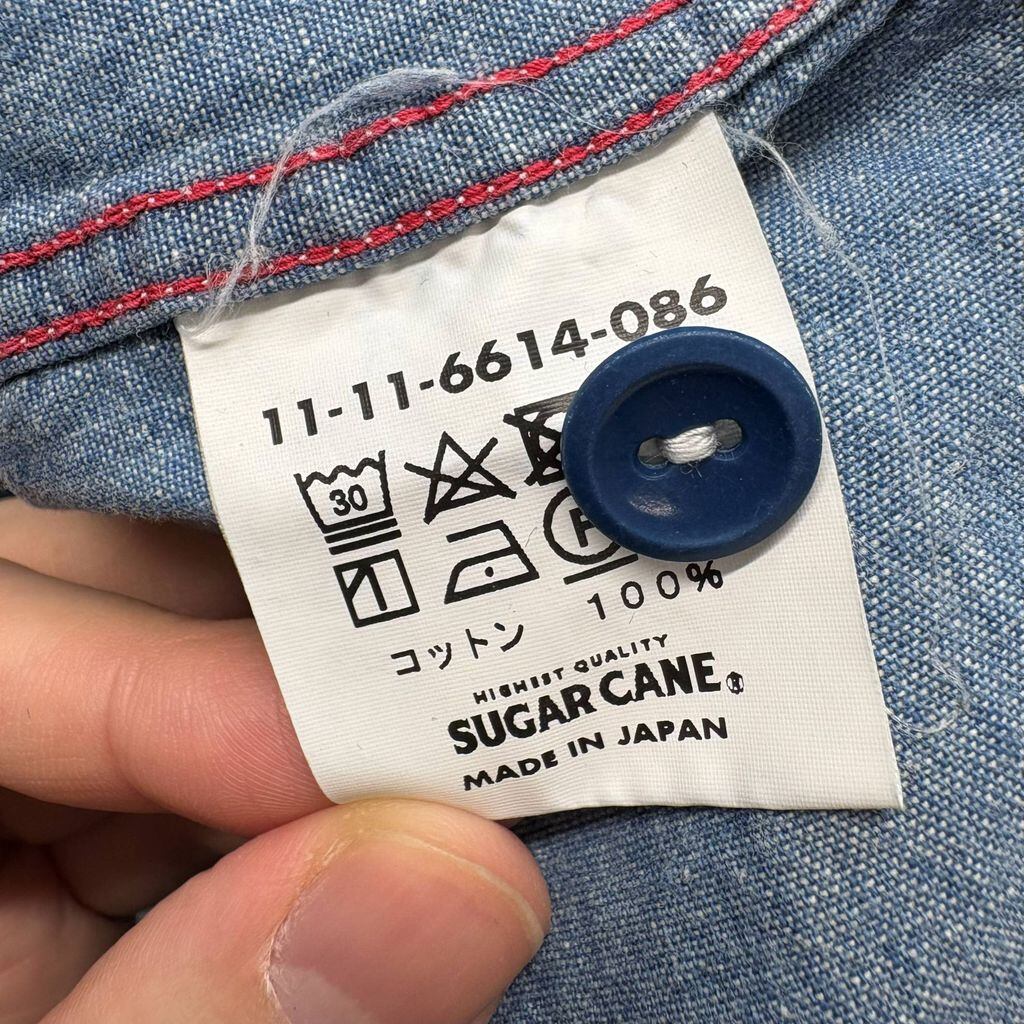 11-11-6614-086
30
P
コットン 100%
HIGHEST QUALITY
SUGAR CANE®
MADE IN JAPAN